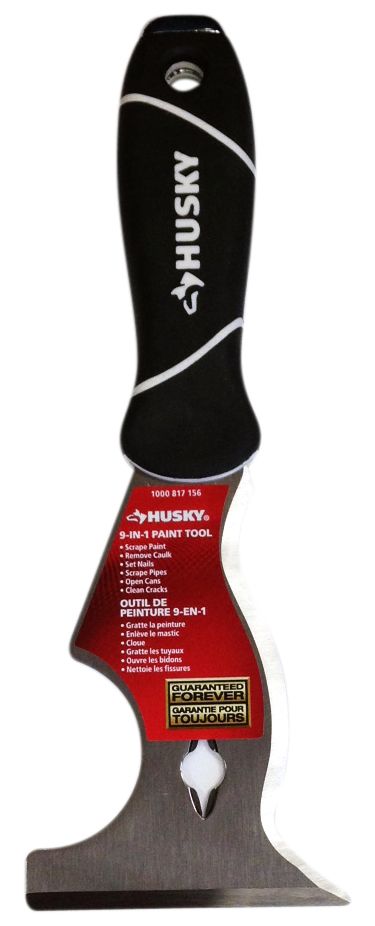 HUSKY
1000 817 156
HUSKY®
9-IN-1 PAINT TOOL
• Scrape Paint
• Remove Caulk
• Set Nails
• Scrape Pipes
• Open Cans
• Clean Cracks
OUTIL DE
PEINTURE 9-EN-1
• Gratte la peinture
• Enlève le mastic
• Cloue
• Gratte les tuyaux
• Ouvre les bidons
• Nettoie les fissures
GUARANTEED
FOREVER
GARANTIE POUR
TOUJOURS